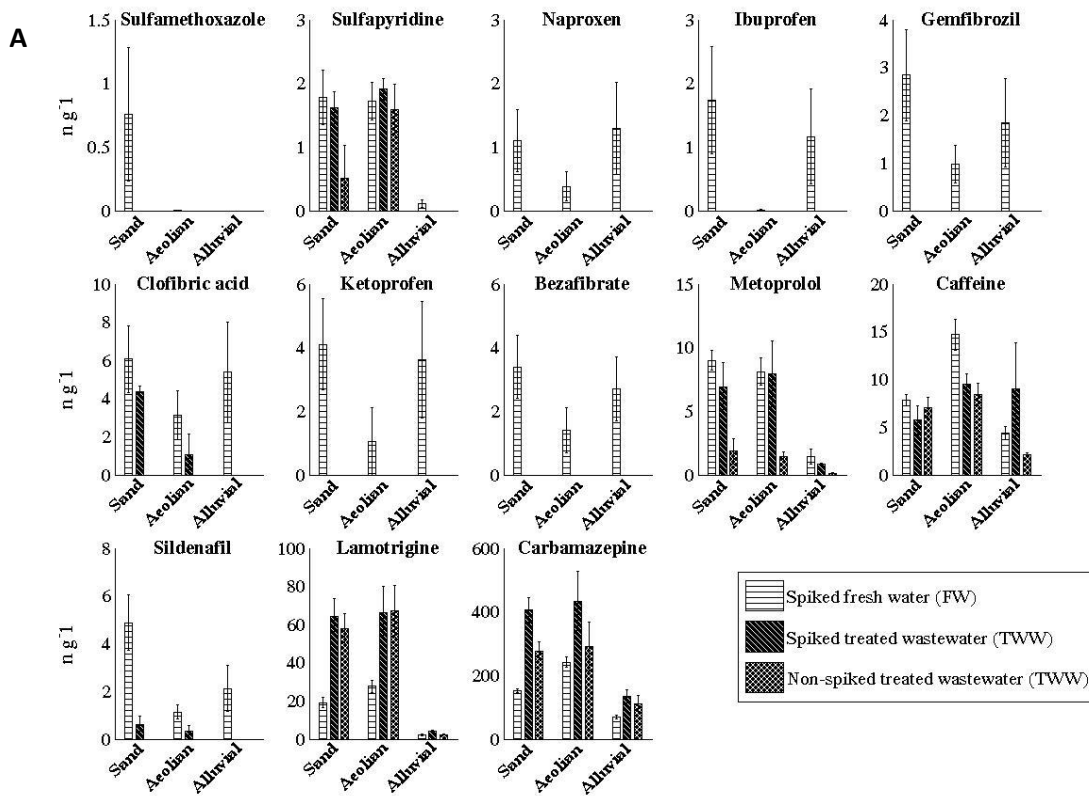 A
Sulfamethoxazole Sulfapyridine Naproxen Ibuprofen Gemfibrozil
n g-1
1.5
1
0.5
0
Sand Aeolian Alluvial
3
2
1
0
Sand Aeolian Alluvial
3
2
1
0
Sand Aeolian Alluvial
3
2
1
0
Sand Aeolian Alluvial
4
3
2
1
0
Sand Aeolian Alluvial
Clofibric acid Ketoprofen Bezafibrate Metoprolol Caffeine
n g-1
10
8
6
4
2
0
Sand Aeolian Alluvial
6
4
2
0
Sand Aeolian Alluvial
6
4
2
0
Sand Aeolian Alluvial
15
10
5
0
Sand Aeolian Alluvial
20
15
10
5
0
Sand Aeolian Alluvial
Sildenafil Lamotrigine Carbamazepine
n g-1
8
6
4
2
0
Sand Aeolian Alluvial
100
80
60
40
20
0
Sand Aeolian Alluvial
600
400
200
0
Sand Aeolian Alluvial
Spiked fresh water (FW)
Spiked treated wastewater (TWW)
Non-spiked treated wastewater (TWW)